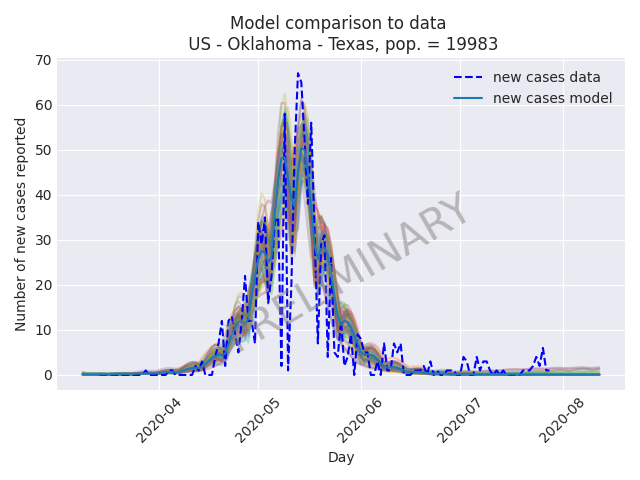 Model comparison to data
US - Oklahoma - Texas, pop. = 19983
70
60
50
40
30
20
10
0
Number of new cases reported
new cases data
new cases model
PRELIMINARY
2020-04
2020-05
2020-06
2020-07
2020-08
Day